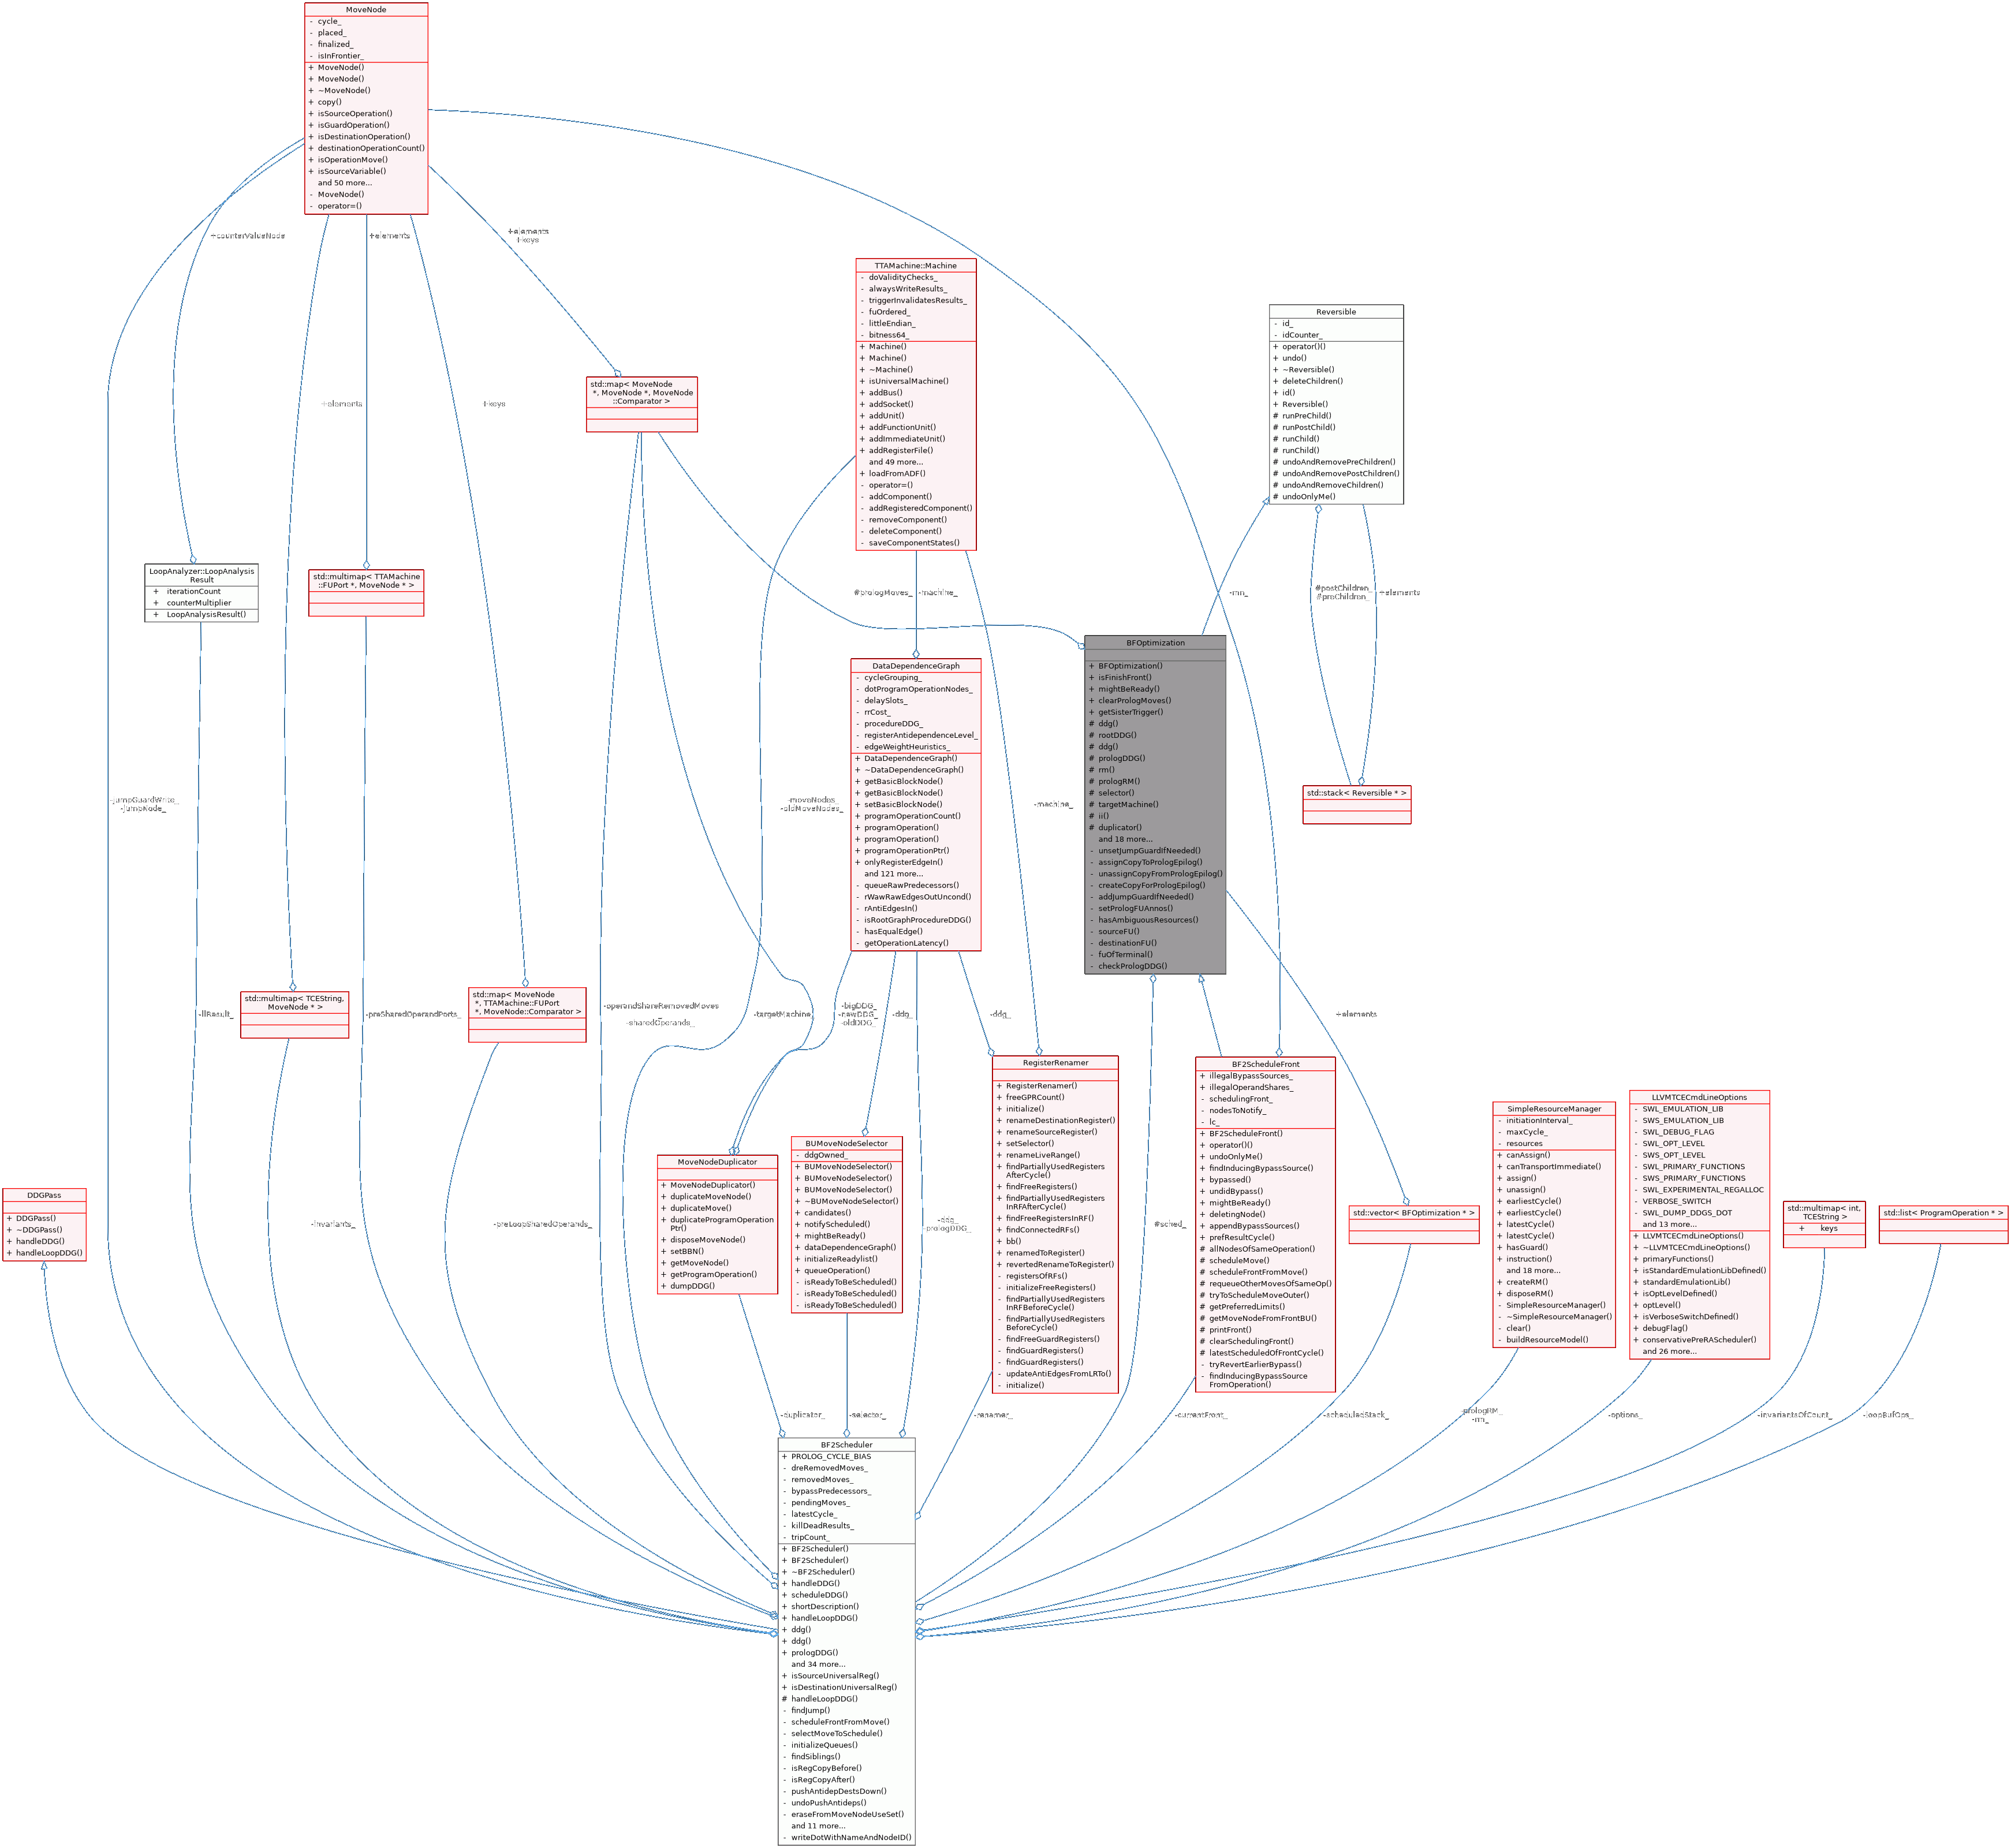 MoveNode
- cycle_
- placed_
- finalized_
- isInFrontier_
+ MoveNode()
+ MoveNode()
+ ~MoveNode()
+ copy()
+ isSourceOperation()
+ isGuardOperation()
+ isDestinationOperation()
+ destinationOperationCount()
+ isOperationMove()
+ isSourceVariable()
and 50 more...
- MoveNode()
- operator=()
+counterValueNode
+elements
+elements
+keys
+elements
+keys
TTAMachine::Machine
- doValidityChecks_
- alwaysWriteResults_
- triggerInvalidatesResults_
- fuOrdered_
- littleEndian_
- bitness64_
+ Machine()
+ Machine()
+ ~Machine()
+ isUniversalMachine()
+ addBus()
+ addSocket()
+ addUnit()
+ addFunctionUnit()
+ addImmediateUnit()
+ addRegisterFile()
and 49 more...
+ loadFromADF()
- operator=()
- addComponent()
- addRegisteredComponent()
- removeComponent()
- deleteComponent()
- saveComponentStates()
Reversible
- id_
- idCounter_
+ operator()()
+ undo()
+ ~Reversible()
+ deleteChildren()
+ id()
+ Reversible()
# runPreChild()
# runPostChild()
# runChild()
# runChild()
# undoAndRemovePreChildren()
# undoAndRemovePostChildren()
# undoAndRemoveChildren()
# undoOnlyMe()
std::map< MoveNode
*, MoveNode *, MoveNode
::Comparator >
LoopAnalyzer::LoopAnalysis
Result
+ iterationCount
+ counterMultiplier
+ LoopAnalysisResult()
std::multimap< TTAMachine
::FUPort *, MoveNode * >
#prologMoves_
-machine_
-mn_
#postChildren_
#preChildren_
+elements
DataDependenceGraph
- cycleGrouping_
- dotProgramOperationNodes_
- delaySlots_
- rrCost_
- procedureDDG_
- registerAntidependenceLevel_
- edgeWeightHeuristics_
+ DataDependenceGraph()
+ ~DataDependenceGraph()
+ getBasicBlockNode()
+ getBasicBlockNode()
+ setBasicBlockNode()
+ programOperationCount()
+ programOperation()
+ programOperation()
+ programOperationPtr()
+ onlyRegisterEdgeIn()
and 121 more...
- queueRawPredecessors()
- rWawRawEdgesOutUncond()
- rAntiEdgesIn()
- isRootGraphProcedureDDG()
- hasEqualEdge()
- getOperationLatency()
BFOptimization
+ BFOptimization()
+ isFinishFront()
+ mightBeReady()
+ clearPrologMoves()
+ getSisterTrigger()
# ddg()
# rootDDG()
# ddg()
# prologDDG()
# rm()
# prologRM()
# selector()
# targetMachine()
# ii()
# duplicator()
and 18 more...
- unsetJumpGuardIfNeeded()
- assignCopyToPrologEpilog()
- unassignCopyFromPrologEpilog()
- createCopyForPrologEpilog()
- addJumpGuardIfNeeded()
- setPrologFUAnnos()
- hasAmbiguousResources()
- sourceFU()
- destinationFU()
- fuOfTerminal()
- checkPrologDDG()
std::stack< Reversible * >
-jumpGuardWrite_
-jumpNode_
-moveNodes_
-oldMoveNodes_
-machine_
std::multimap< TCEString,
MoveNode * >
std::map< MoveNode
*, TTAMachine::FUPort
*, MoveNode::Comparator >
-llResult_
-preSharedOperandPorts_
-operandShareRemovedMoves
_
-sharedOperands_
-targetMachine
-bigDDG_
-newDDG_
-oldDDG_
-ddg_
-ddg_
+elements
RegisterRenamer
+ RegisterRenamer()
+ freeGPRCount()
+ initialize()
+ renameDestinationRegister()
+ renameSourceRegister()
+ setSelector()
+ renameLiveRange()
+ findPartiallyUsedRegisters
AfterCycle()
+ findFreeRegisters()
+ findPartiallyUsedRegisters
InRFAfterCycle()
+ findFreeRegistersInRF()
+ findConnectedRFs()
+ bb()
+ renamedToRegister()
+ revertedRenameToRegister()
- registersOfRFs()
- initializeFreeRegisters()
- findPartiallyUsedRegisters
InRFBeforeCycle()
- findPartiallyUsedRegisters
BeforeCycle()
- findFreeGuardRegisters()
- findGuardRegisters()
- findGuardRegisters()
- updateAntiEdgesFromLRTo()
- initialize()
BF2ScheduleFront
+ illegalBypassSources_
+ illegalOperandShares_
- schedulingFront_
- nodesToNotify_
- lc_
+ BF2ScheduleFront()
+ operator()()
+ undoOnlyMe()
+ findInducingBypassSource()
+ bypassed()
+ undidBypass()
+ mightBeReady()
+ deletingNode()
+ appendBypassSources()
+ prefResultCycle()
# allNodesOfSameOperation()
# scheduleMove()
# scheduleFrontFromMove()
# requeueOtherMovesOfSameOp()
# tryToScheduleMoveOuter()
# getPreferredLimits()
# getMoveNodeFromFrontBU()
# printFront()
# clearSchedulingFront()
# latestScheduledOfFrontCycle()
- tryRevertEarlierBypass()
- findInducingBypassSource
FromOperation()
SimpleResourceManager
- initiationInterval_
- maxCycle_
- resources
+ canAssign()
+ canTransportImmediate()
+ assign()
+ unassign()
+ earliestCycle()
+ earliestCycle()
+ latestCycle()
+ latestCycle()
+ hasGuard()
+ instruction()
and 18 more...
+ createRM()
+ disposeRM()
- SimpleResourceManager()
- ~SimpleResourceManager()
- clear()
- buildResourceModel()
LLVMTCECmdLineOptions
- SWL_EMULATION_LIB
- SWS_EMULATION_LIB
- SWL_DEBUG_FLAG
- SWL_OPT_LEVEL
- SWS_OPT_LEVEL
- SWL_PRIMARY_FUNCTIONS
- SWS_PRIMARY_FUNCTIONS
- SWL_EXPERIMENTAL_REGALLOC
- VERBOSE_SWITCH
- SWL_DUMP_DDGS_DOT
and 13 more...
+ LLVMTCECmdLineOptions()
+ ~LLVMTCECmdLineOptions()
+ primaryFunctions()
+ isStandardEmulationLibDefined()
+ standardEmulationLib()
+ isOptLevelDefined()
+ optLevel()
+ isVerboseSwitchDefined()
+ debugFlag()
+ conservativePreRAScheduler()
and 26 more...
MoveNodeDuplicator
+ MoveNodeDuplicator()
+ duplicateMoveNode()
+ duplicateMove()
+ duplicateProgramOperation
Ptr()
+ disposeMoveNode()
+ setBBN()
+ getMoveNode()
+ getProgramOperation()
+ dumpDDG()
BUMoveNodeSelector
- ddgOwned_
+ BUMoveNodeSelector()
+ BUMoveNodeSelector()
+ BUMoveNodeSelector()
+ ~BUMoveNodeSelector()
+ candidates()
+ notifyScheduled()
+ mightBeReady()
+ dataDependenceGraph()
+ initializeReadylist()
+ queueOperation()
- isReadyToBeScheduled()
- isReadyToBeScheduled()
- isReadyToBeScheduled()
DDGPass
+ DDGPass()
+ ~DDGPass()
+ handleDDG()
+ handleLoopDDG()
std::vector< BFOptimization * >
std::multimap< int,
TCEString >
+ keys
std::list< ProgramOperation * >
-invariants_
-preLoopSharedOperands_
-ddg_
-prologDDG_
#sched_
-duplicator_
-selector_
-renamer_
-currentFront_
-scheduledStack_
-prologRM_
-rm_
-options_
-invariantsOfCount_
-loopBufOps_
BF2Scheduler
+ PROLOG_CYCLE_BIAS
- dreRemovedMoves_
- removedMoves_
- bypassPredecessors_
- pendingMoves_
- latestCycle_
- killDeadResults_
- tripCount_
+ BF2Scheduler()
+ BF2Scheduler()
+ ~BF2Scheduler()
+ handleDDG()
+ scheduleDDG()
+ shortDescription()
+ handleLoopDDG()
+ ddg()
+ ddg()
+ prologDDG()
and 34 more...
+ isSourceUniversalReg()
+ isDestinationUniversalReg()
# handleLoopDDG()
- findJump()
- scheduleFrontFromMove()
- selectMoveToSchedule()
- initializeQueues()
- findSiblings()
- isRegCopyBefore()
- isRegCopyAfter()
- pushAntidepDestsDown()
- undoPushAntideps()
- eraseFromMoveNodeUseSet()
and 11 more...
- writeDotWithNameAndNodeID()